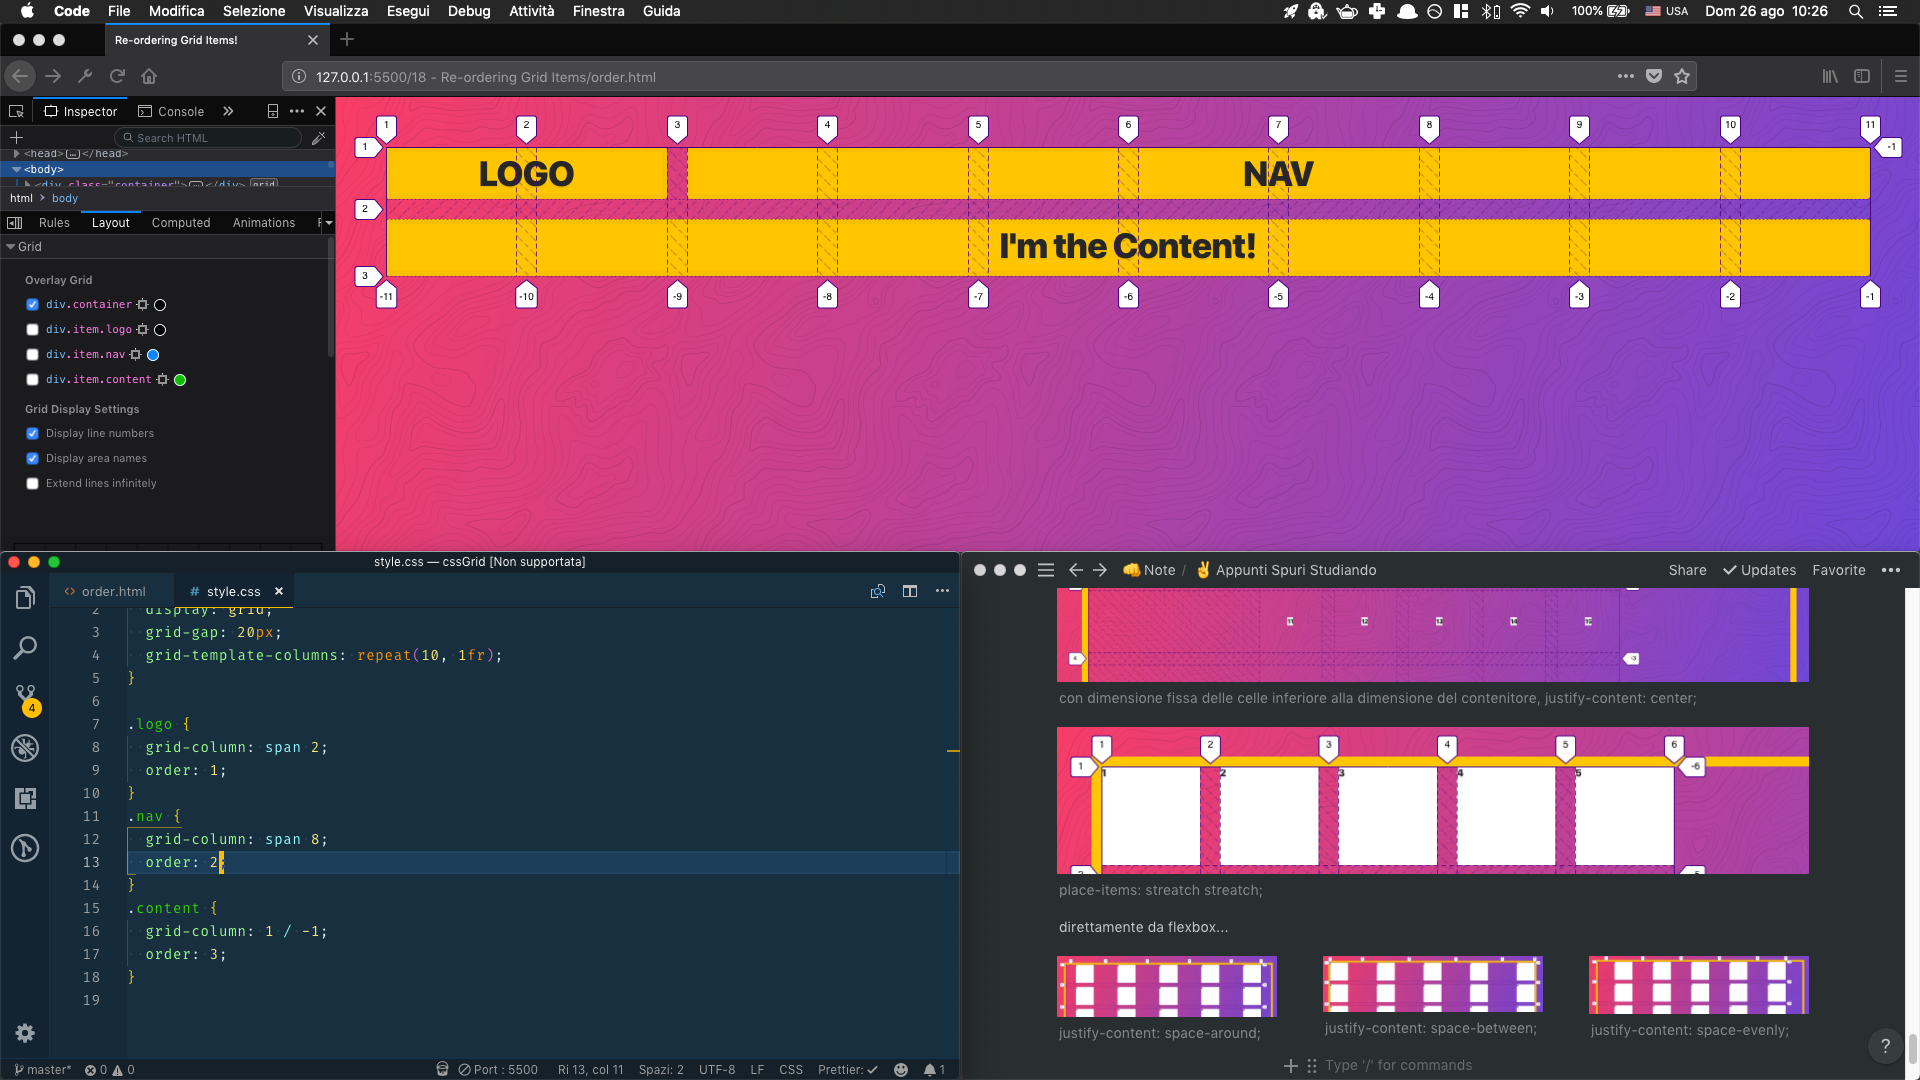 Code File Modifica Selezione Visualizza Esegui Debug Attività Finestra Guida 100% USA Dom 26 ago 10:26
Re-ordering Grid Items!
127.0.0.1:5500/18 - Re-ordering Grid Items/order.html
Inspector Console
Search HTML
<head></head>
<body>
<div class="container"></div> grid
html body
Rules Layout Computed Animations
Grid
Overlay Grid
div.container
div.item.logo
div.item.nav
div.item.content
Grid Display Settings
Display line numbers
Display area names
Extend lines infinitely
1 2 3 4 5 6 7 8 9 10 11
1 -1
LOGO NAV
2
I'm the Content!
3
-11 -10 -9 -8 -7 -6 -5 -4 -3 -2 -1
style.css — cssGrid [Non supportata]
order.html # style.css
2 display: grid;
3 grid-gap: 20px;
4 grid-template-columns: repeat(10, 1fr);
5 }
6
7 .logo {
8 grid-column: span 2;
9 order: 1;
10 }
11 .nav {
12 grid-column: span 8;
13 order: 2;
14 }
15 .content {
16 grid-column: 1 / -1;
17 order: 3;
18 }
19
4
master* 0 0 Port : 5500 Ri 13, col 11 Spazi: 2 UTF-8 LF CSS Prettier: 1
👊 Note / ✌ Appunti Spuri Studiando Share Updates Favorite
11 12 13 14 15
4 -3
con dimensione fissa delle celle inferiore alla dimensione del contenitore, justify-content: center;
1 2 3 4 5 6
1 -6
1 2 3 4 5
place-items: streatch streatch;
direttamente da flexbox...
justify-content: space-around;
justify-content: space-between;
justify-content: space-evenly;
Type '/' for commands
?